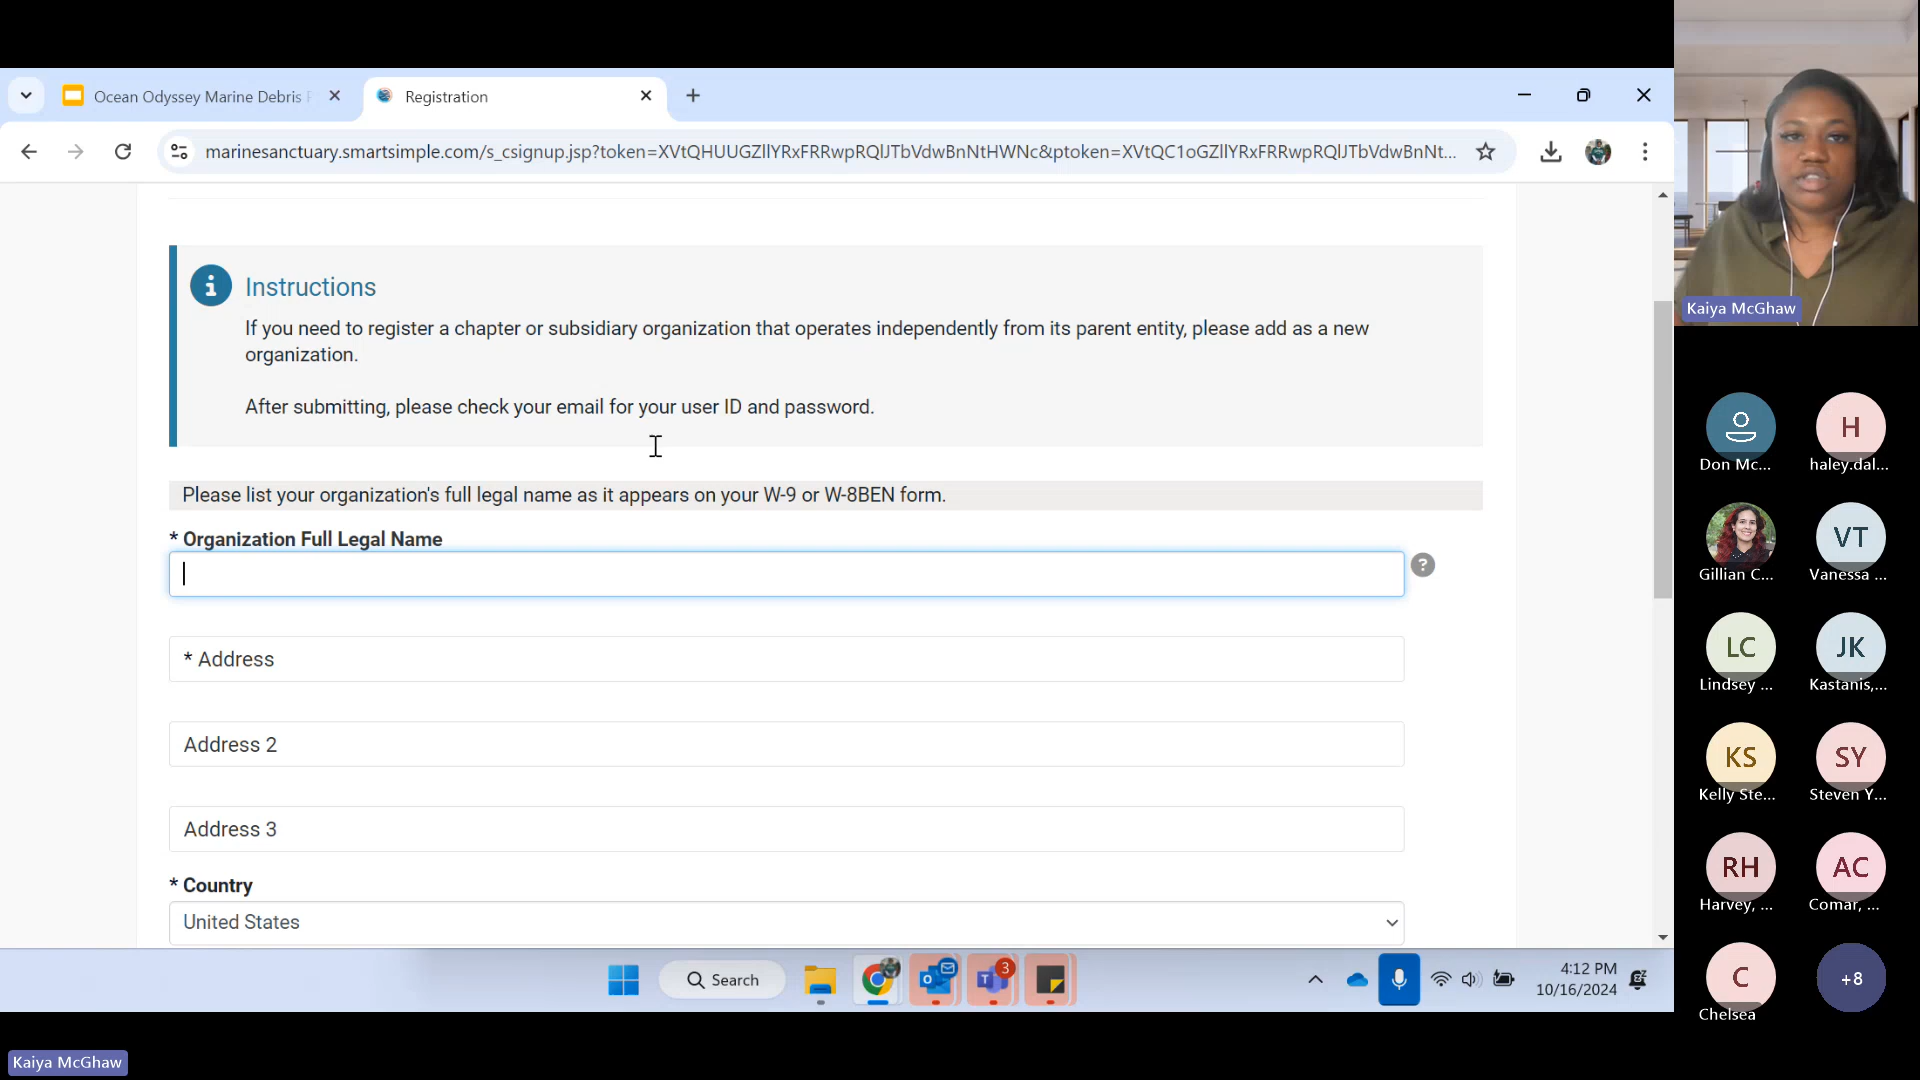 Ocean Odyssey Marine Debris
Registration
marinesanctuary.smartsimple.com/s_csignup.jsp?token=XVtQHUUGZllYRxFRRwpRQlJTbVdwBnNtHWNc&ptoken=XVtQC1oGZllYRxFRRwpRQlJTbVdwBnNt...
Instructions
If you need to register a chapter or subsidiary organization that operates independently from its parent entity, please add as a new
organization.
After submitting, please check your email for your user ID and password.
Please list your organization's full legal name as it appears on your W-9 or W-8BEN form.
* Organization Full Legal Name
?
* Address
Address 2
Address 3
* Country
United States
Search
3
4:12 PM
10/16/2024
Kaiya McGhaw
Kaiya McGhaw
Don Mc...
H
haley.dal...
Gillian C...
VT
Vanessa ...
LC
Lindsey ...
JK
Kastanis,...
KS
Kelly Ste...
SY
Steven Y...
RH
Harvey, ...
AC
Comar, ...
C
Chelsea
+8